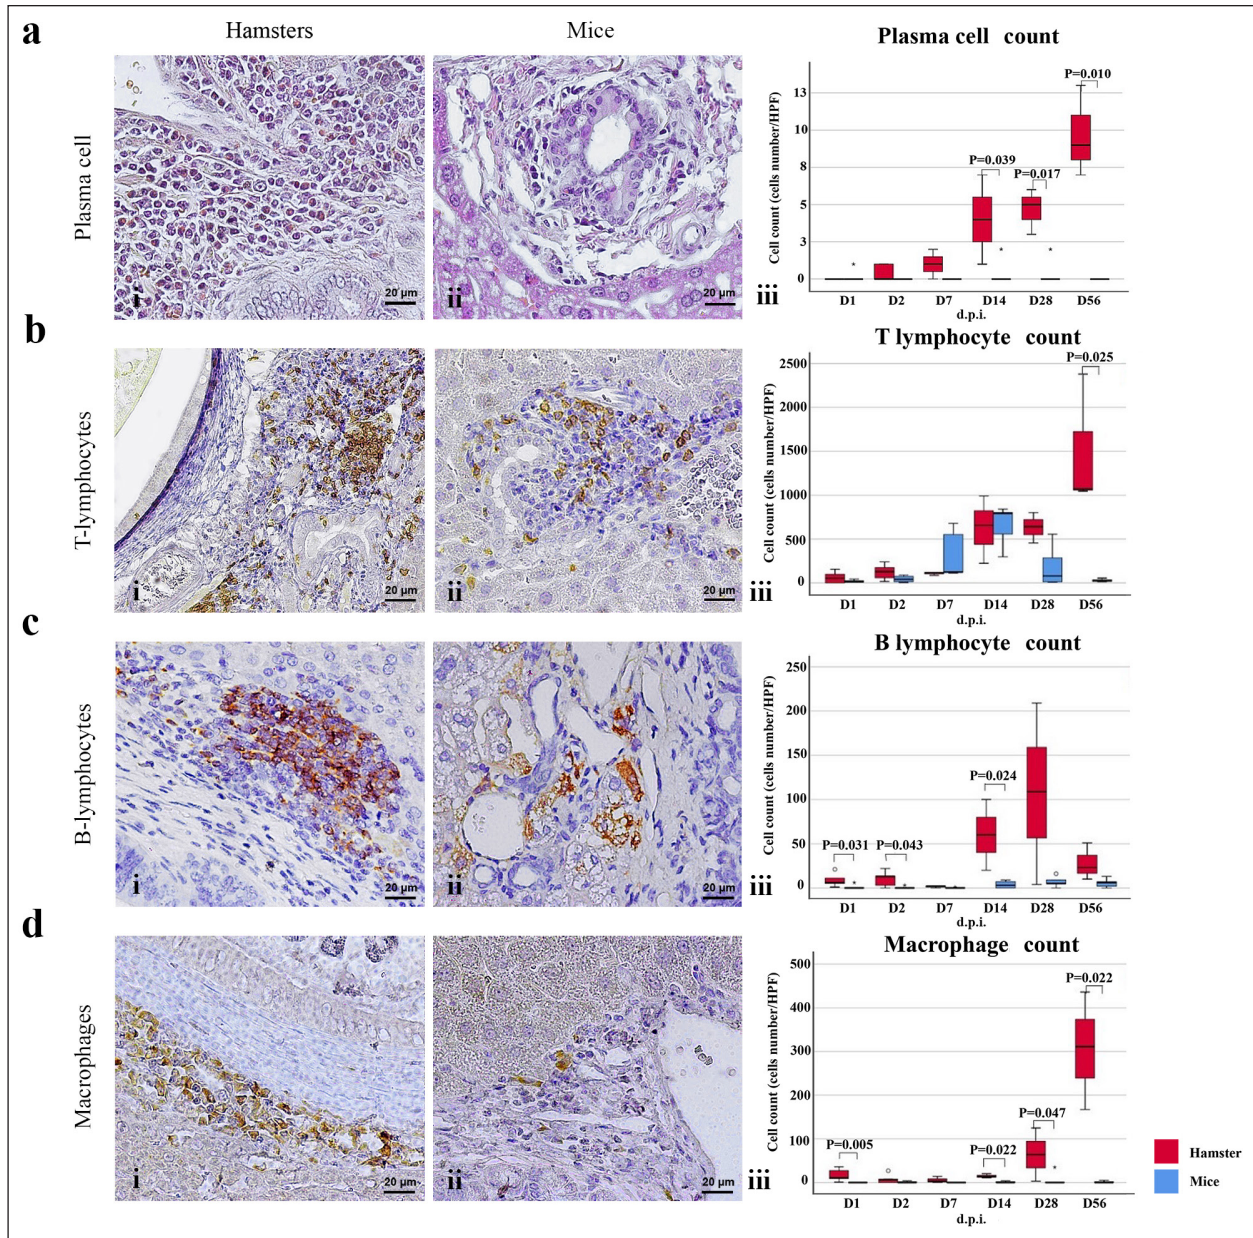 a
Hamsters
Mice
Plasma cell count
Plasma cell
i
20 µm
ii
20 µm
iii
Cell count (cells number/HPF)
13
10
8
5
3
0
P=0.039
P=0.017
P=0.010
*
*
*
D1 D2 D7 D14 D28 D56
d.p.i.
b
T lymphocyte count
T-lymphocytes
i
20 µm
ii
20 µm
iii
Cell count (cells number/HPF)
2500
2000
1500
1000
500
0
P=0.025
D1 D2 D7 D14 D28 D56
d.p.i.
c
B lymphocyte count
B-lymphocytes
i
20 µm
ii
20 µm
iii
Cell count (cells number/HPF)
250
200
150
100
50
0
P=0.031
P=0.043
P=0.024
*
*
*
D1 D2 D7 D14 D28 D56
d.p.i.
d
Macrophage count
Macrophages
i
20 µm
ii
20 µm
iii
Cell count (cells number/HPF)
500
400
300
200
100
0
P=0.005
P=0.022
P=0.047
P=0.022
*
D1 D2 D7 D14 D28 D56
d.p.i.
Hamster
Mice